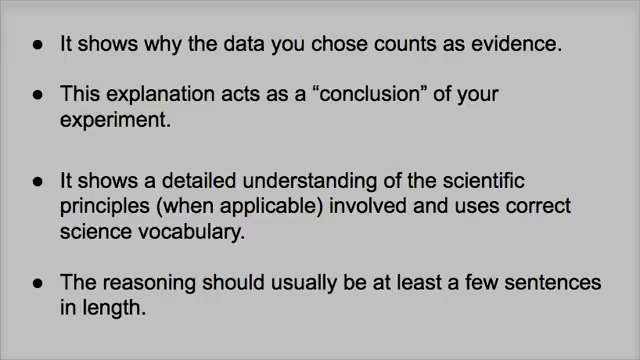 ● It shows why the data you chose counts as evidence.
● This explanation acts as a “conclusion” of your
experiment.
● It shows a detailed understanding of the scientific
principles (when applicable) involved and uses correct
science vocabulary.
● The reasoning should usually be at least a few sentences
in length.